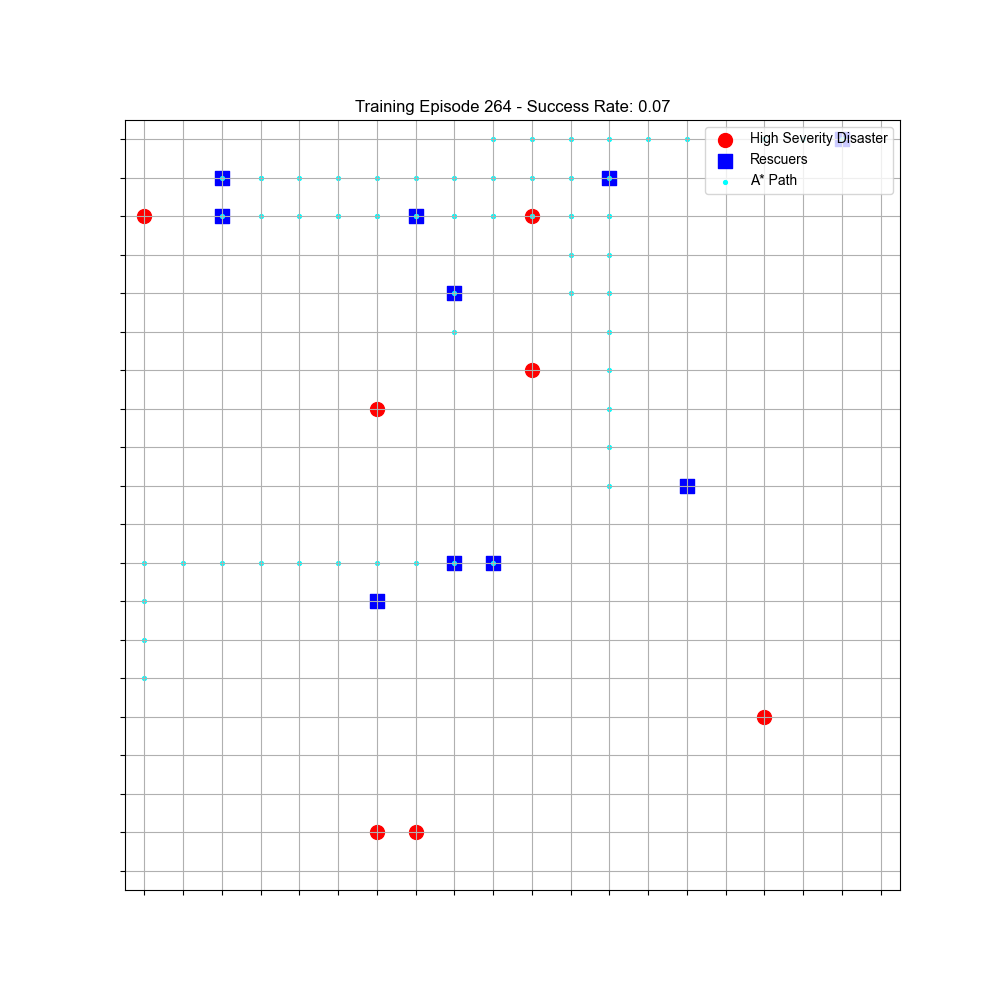 Training Episode 264 - Success Rate: 0.07
High Severity Disaster
Rescuers
A* Path